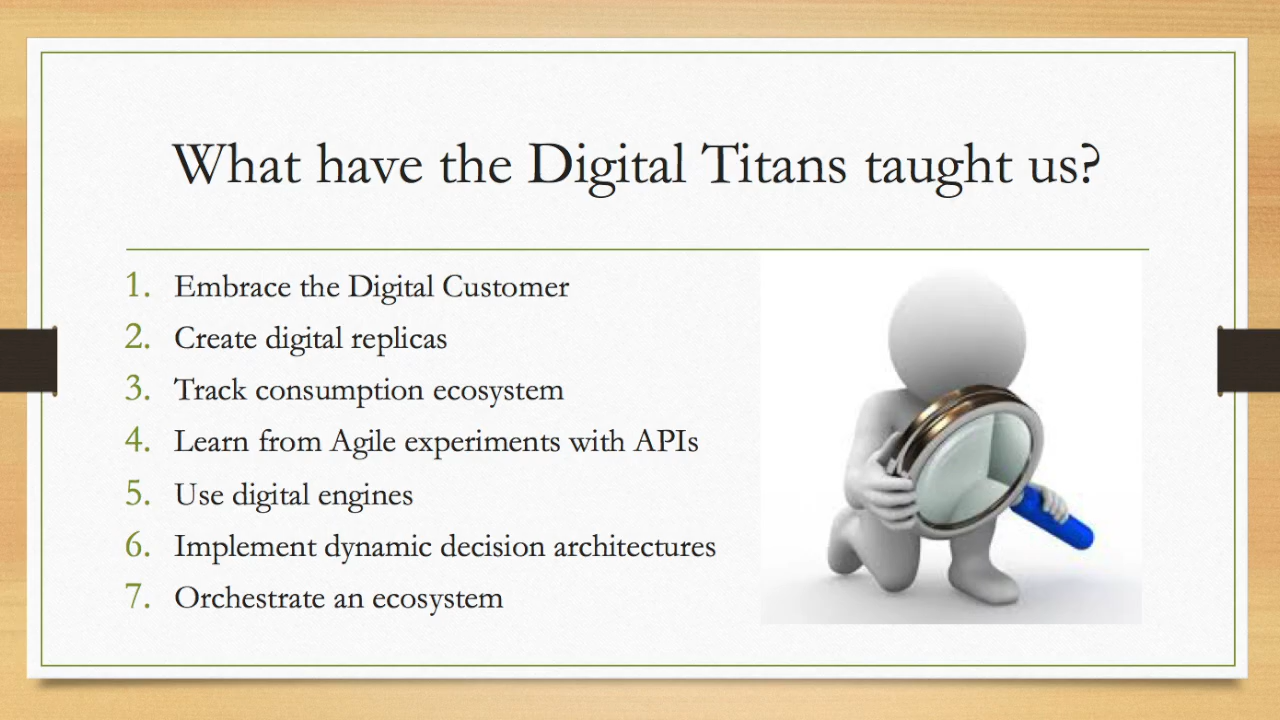 What have the Digital Titans taught us?
1. Embrace the Digital Customer
2. Create digital replicas
3. Track consumption ecosystem
4. Learn from Agile experiments with APIs
5. Use digital engines
6. Implement dynamic decision architectures
7. Orchestrate an ecosystem